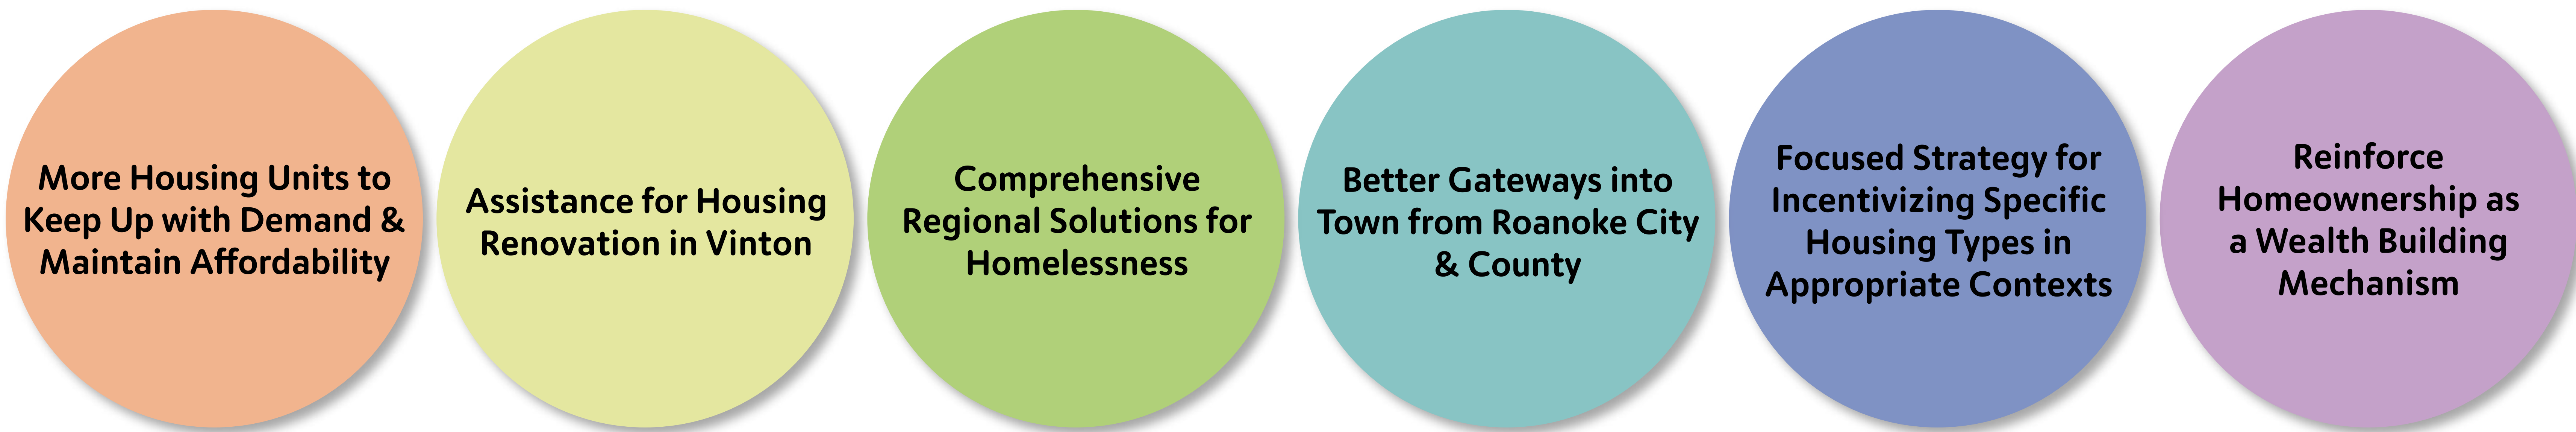 More Housing Units to
Keep Up with Demand &
Maintain Affordability
Assistance for Housing
Renovation in Vinton
Comprehensive
Regional Solutions for
Homelessness
Better Gateways into
Town from Roanoke City
& County
Focused Strategy for
Incentivizing Specific
Housing Types in
Appropriate Contexts
Reinforce
Homeownership as
a Wealth Building
Mechanism